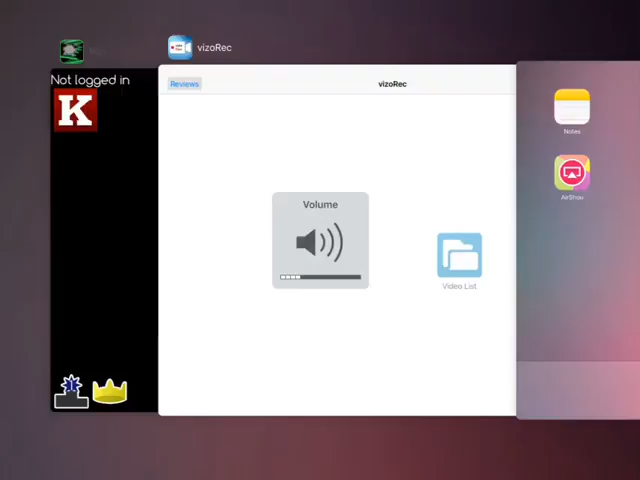 vizoRec
Not logged in
K
Reviews
vizoRec
Volume
Video List
Notes
AirShou